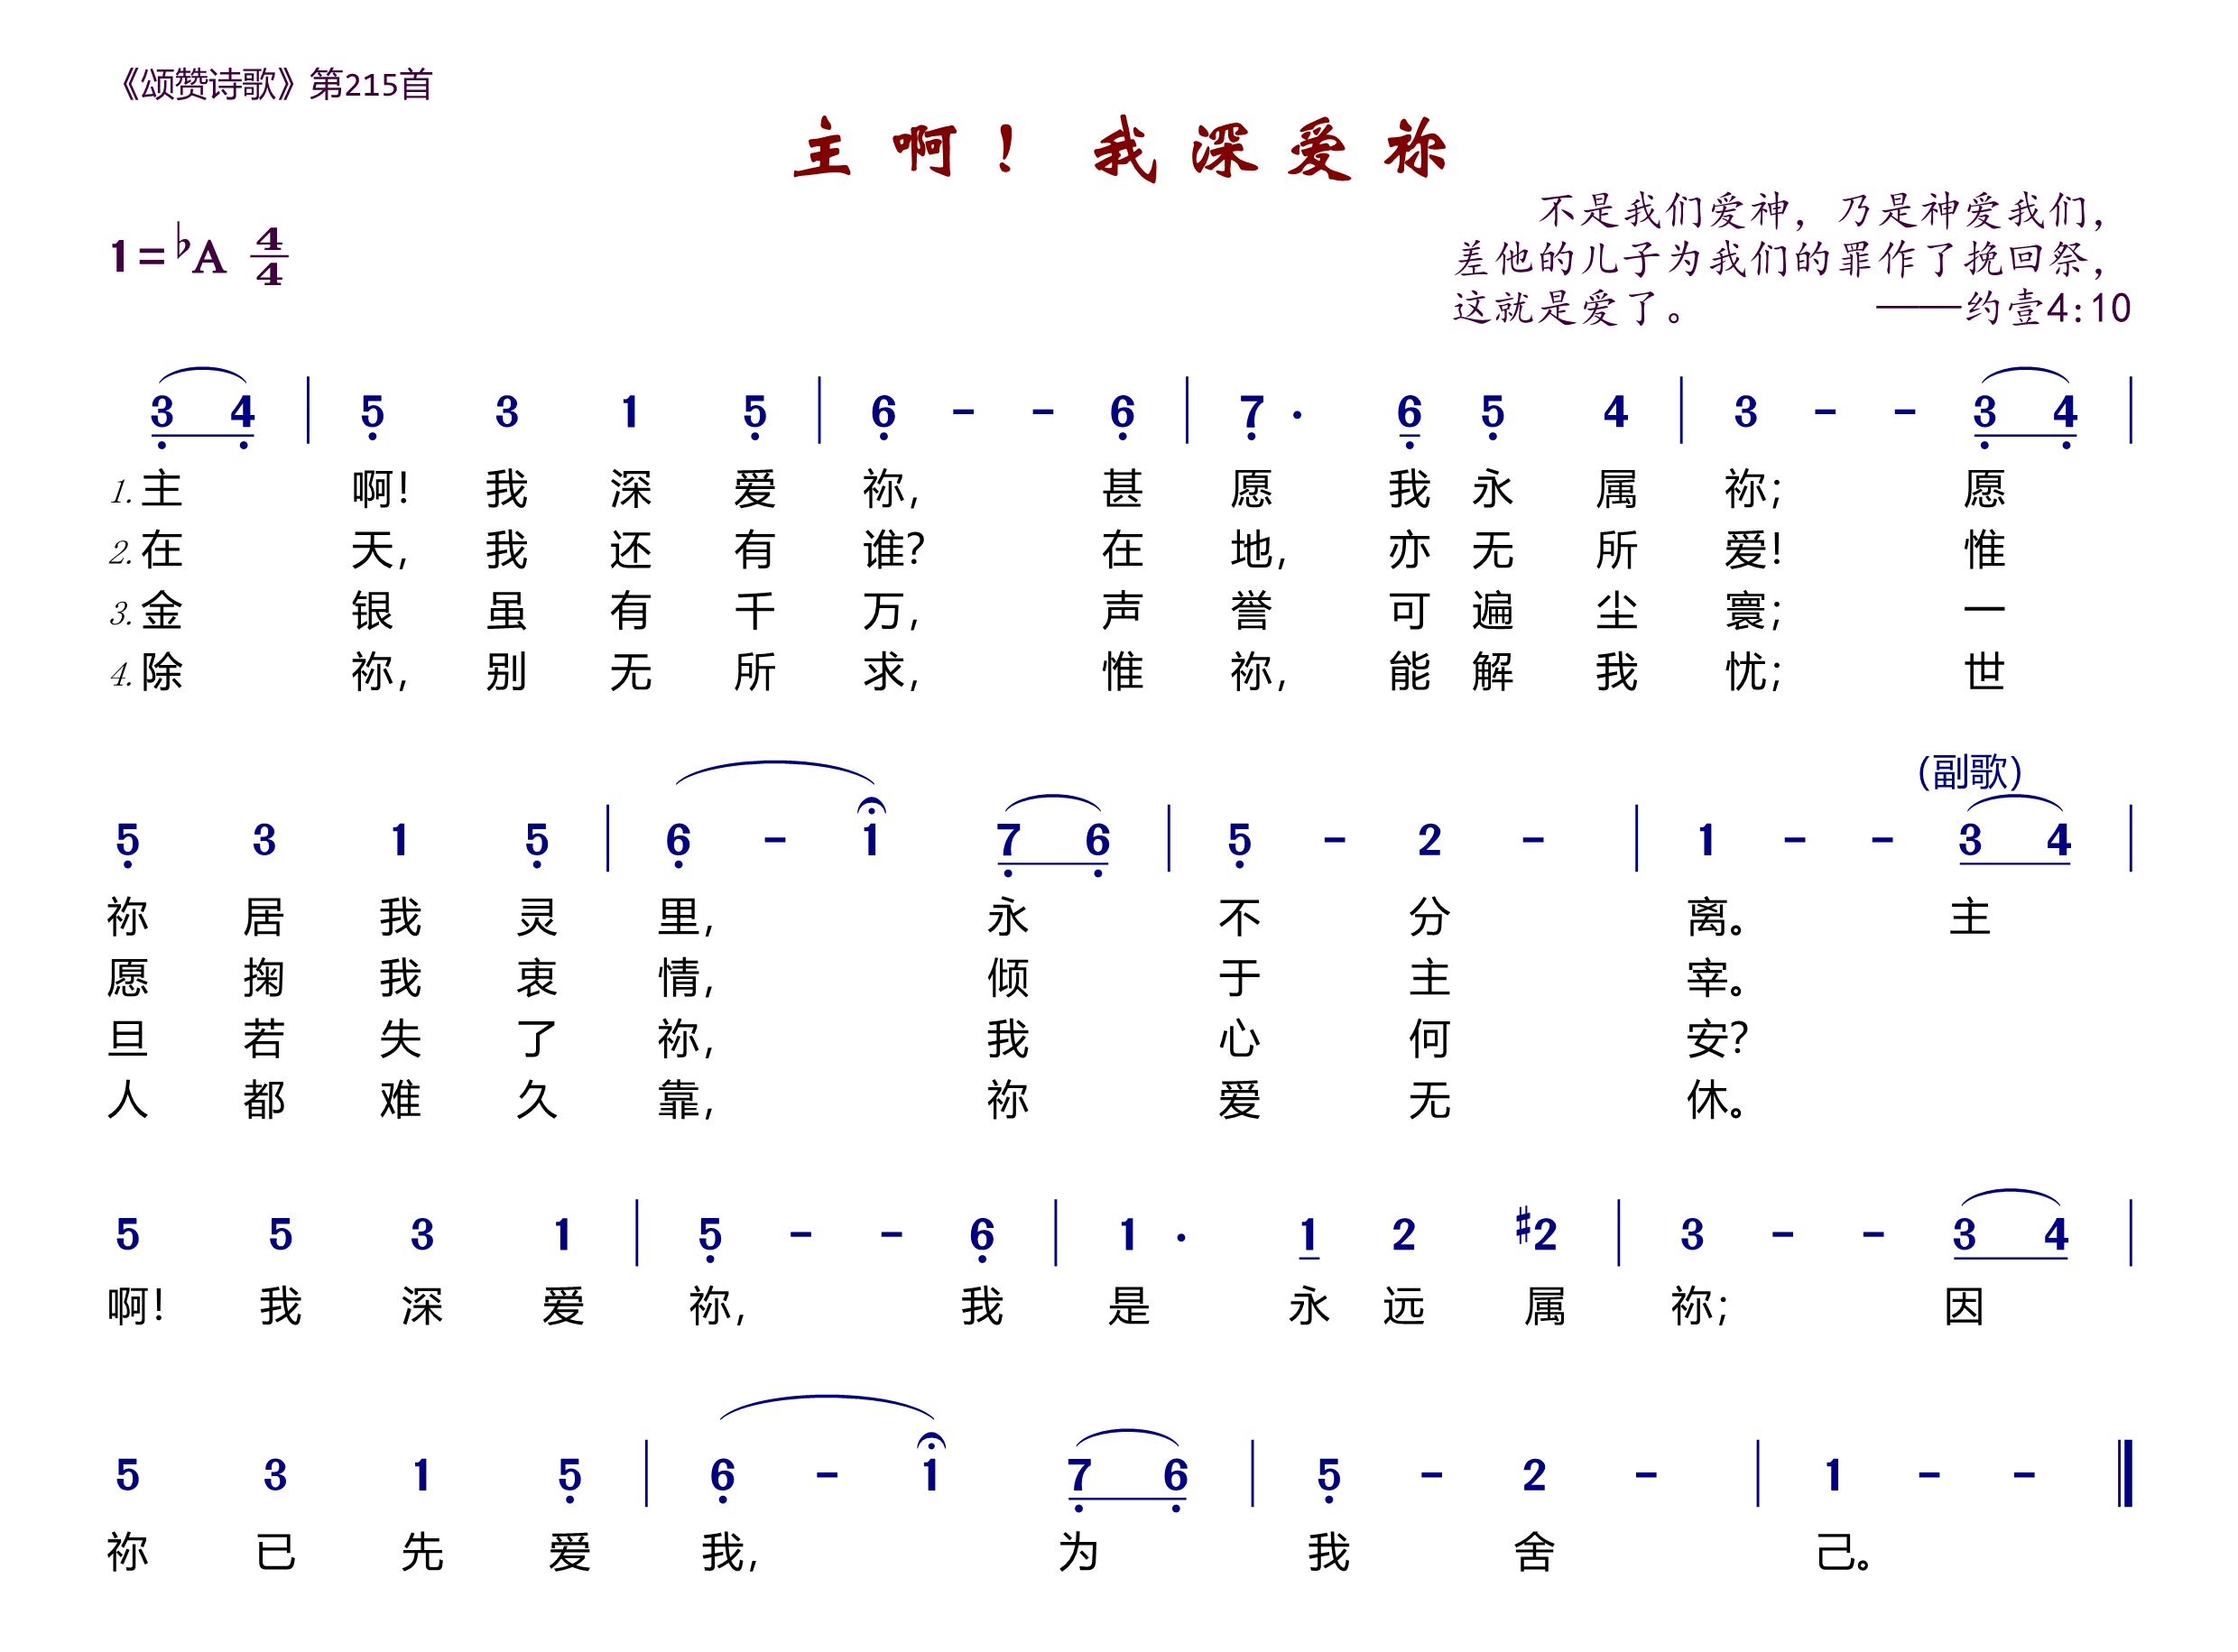 《颂赞诗歌》第215首
主啊！我深爱祢
不是我们爱神，乃是神爱我们，
1=♭A 4/4
差他的儿子为我们的罪作了挽回祭，
这就是爱了。 ——约壹4:10
3 4 | 5 3 1 5 | 6 - - 6 | 7 · 6 5 4 | 3 - - 3 4 |
1.主 啊！ 我 深 爱 祢， 甚 愿 我 永 属 祢； 愿
2.在 天， 我 还 有 谁？ 在 地， 亦 无 所 爱！ 惟
3.金 银 虽 有 千 万， 声 誉 可 遍 尘 寰； 一
4.除 祢， 别 无 所 求， 惟 祢， 能 解 我 忧； 世
(副歌)
5 3 1 5 | 6 - 1 7 6 | 5 - 2 - | 1 - - 3 4 |
祢 居 我 灵 里， 永 不 分 离。 主
愿 掬 我 衷 情， 倾 于 主 宰。
旦 若 失 了 祢， 我 心 何 安？
人 都 难 久 靠， 祢 爱 无 休。
5 5 3 1 | 5 - - 6 | 1 · 1 2 #2 | 3 - - 3 4 |
啊！ 我 深 爱 祢， 我 是 永 远 属 祢； 因
5 3 1 5 | 6 - 1 7 6 | 5 - 2 - | 1 - - ‖
祢 已 先 爱 我， 为 我 舍 己。